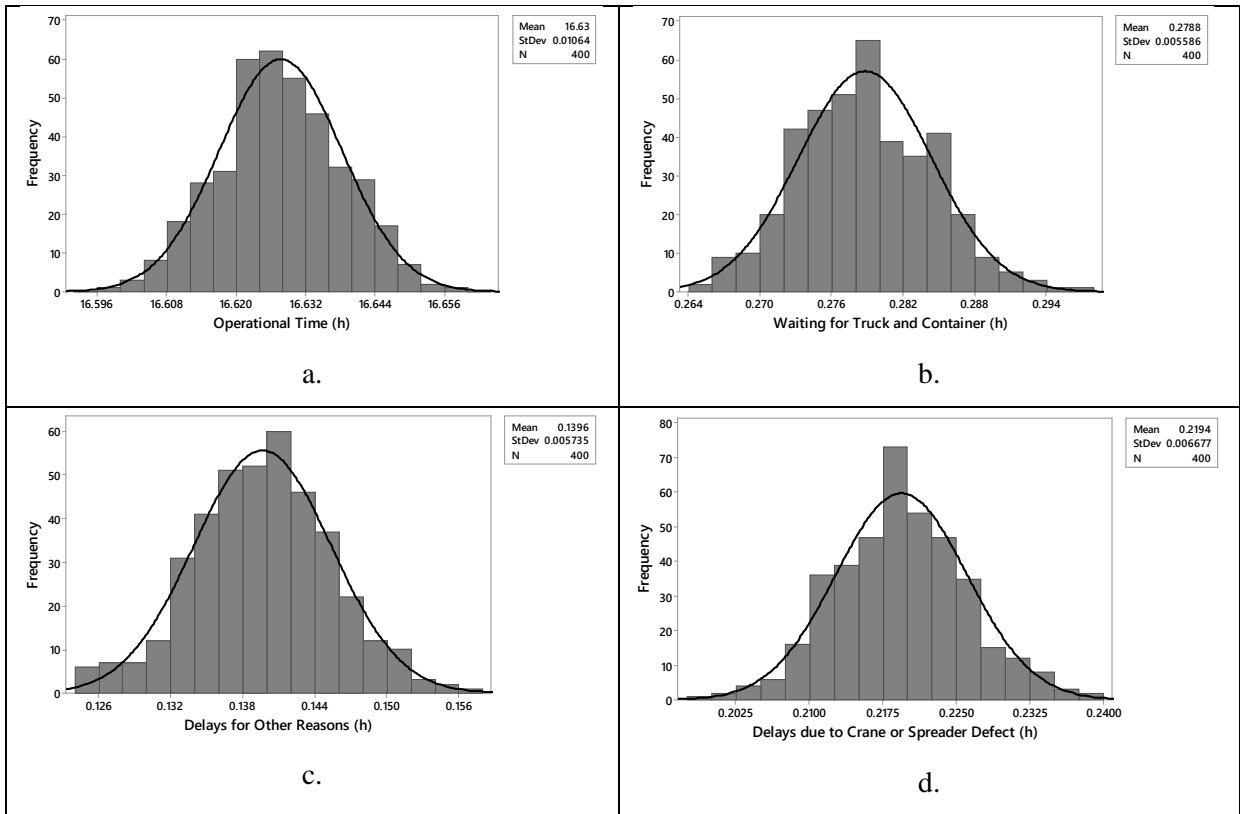 70
60
50
40
30
20
10
0
Frequency
16.596 16.608 16.620 16.632 16.644 16.656
Operational Time (h)
Mean 16.63
StDev 0.01064
N 400
a.
70
60
50
40
30
20
10
0
Frequency
0.264 0.270 0.276 0.282 0.288 0.294
Waiting for Truck and Container (h)
Mean 0.2788
StDev 0.005586
N 400
b.
60
50
40
30
20
10
0
Frequency
0.126 0.132 0.138 0.144 0.150 0.156
Delays for Other Reasons (h)
Mean 0.1396
StDev 0.005735
N 400
c.
80
70
60
50
40
30
20
10
0
Frequency
0.2025 0.2100 0.2175 0.2250 0.2325 0.2400
Delays due to Crane or Spreader Defect (h)
Mean 0.2194
StDev 0.006677
N 400
d.